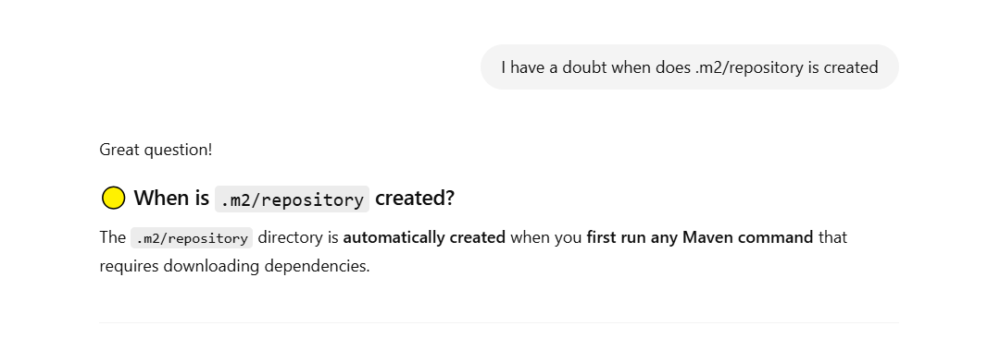 I have a doubt when does .m2/repository is created
Great question!
When is .m2/repository created?
The .m2/repository directory is automatically created when you first run any Maven command that
requires downloading dependencies.